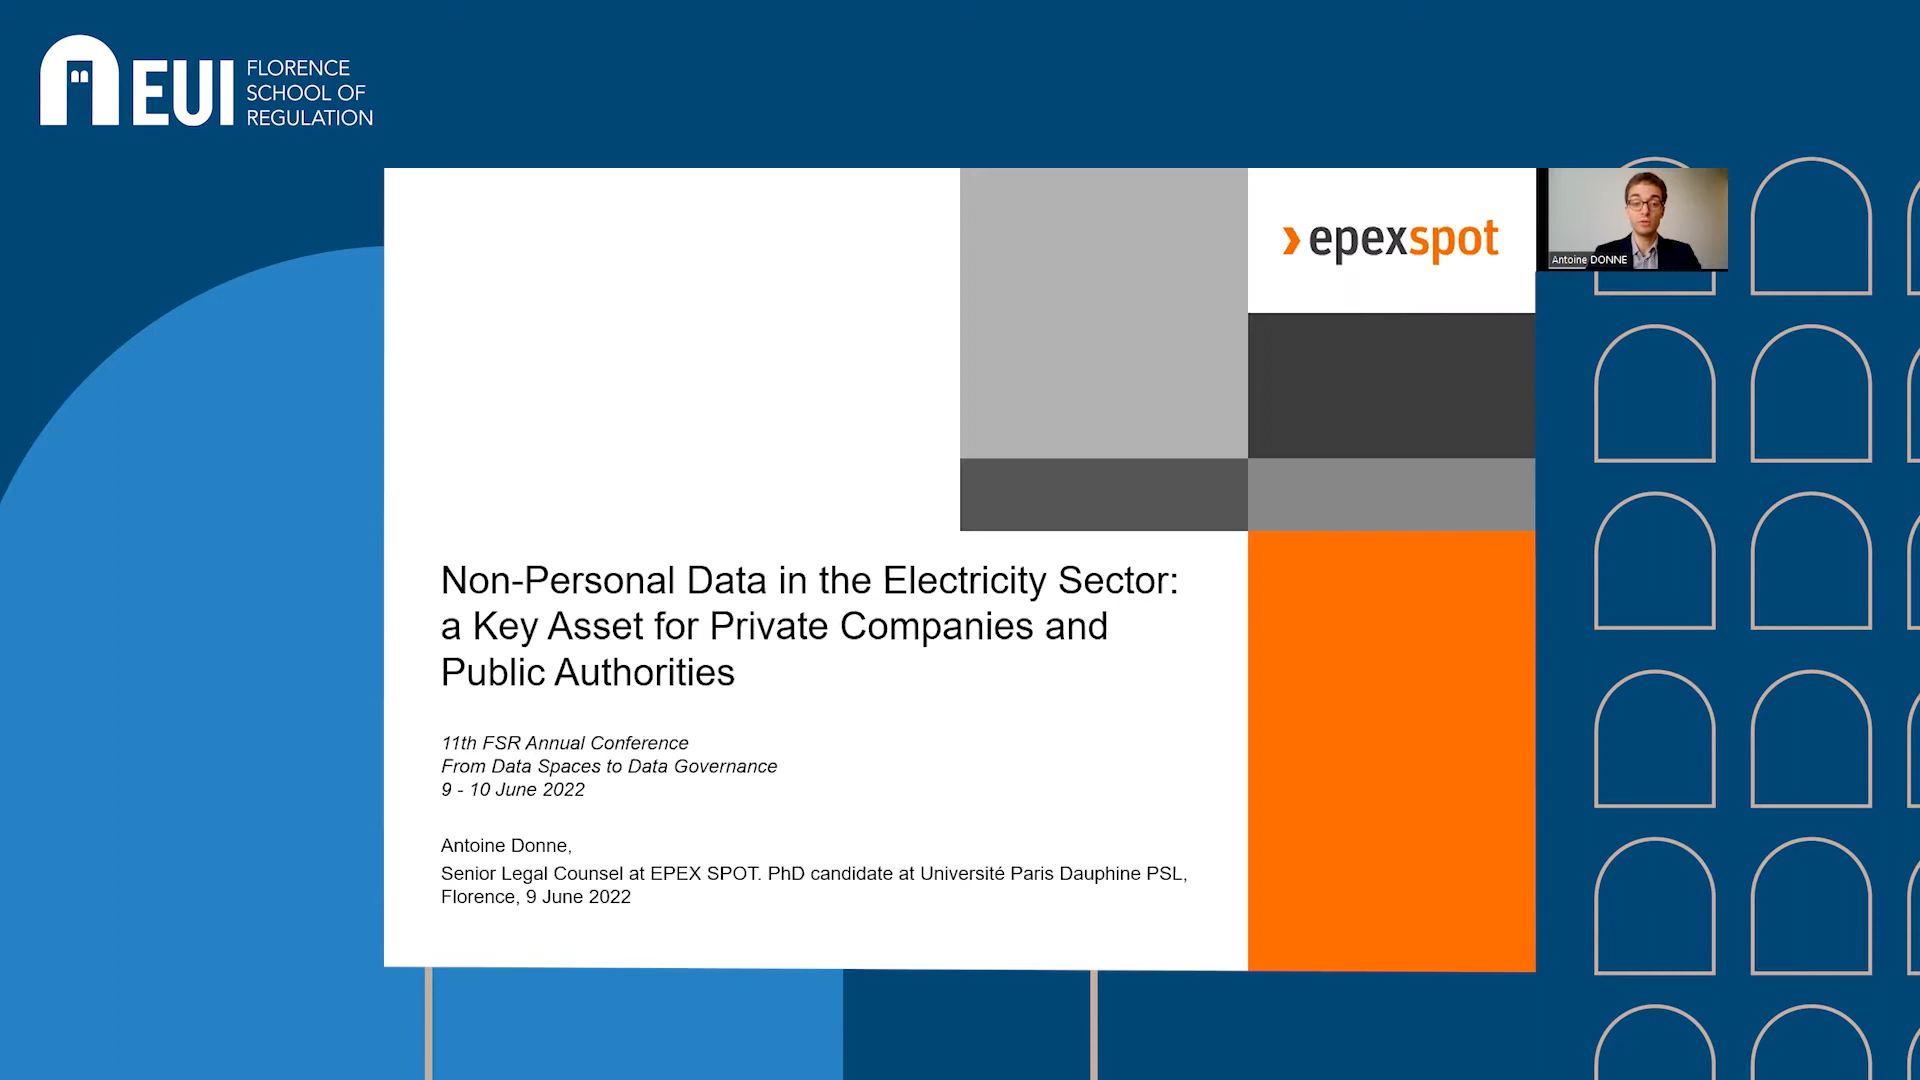 EUI
FLORENCE
SCHOOL OF
REGULATION
epexspot
Antoine DONNE
Non-Personal Data in the Electricity Sector:
a Key Asset for Private Companies and
Public Authorities
11th FSR Annual Conference
From Data Spaces to Data Governance
9 - 10 June 2022
Antoine Donne,
Senior Legal Counsel at EPEX SPOT. PhD candidate at Université Paris Dauphine PSL,
Florence, 9 June 2022